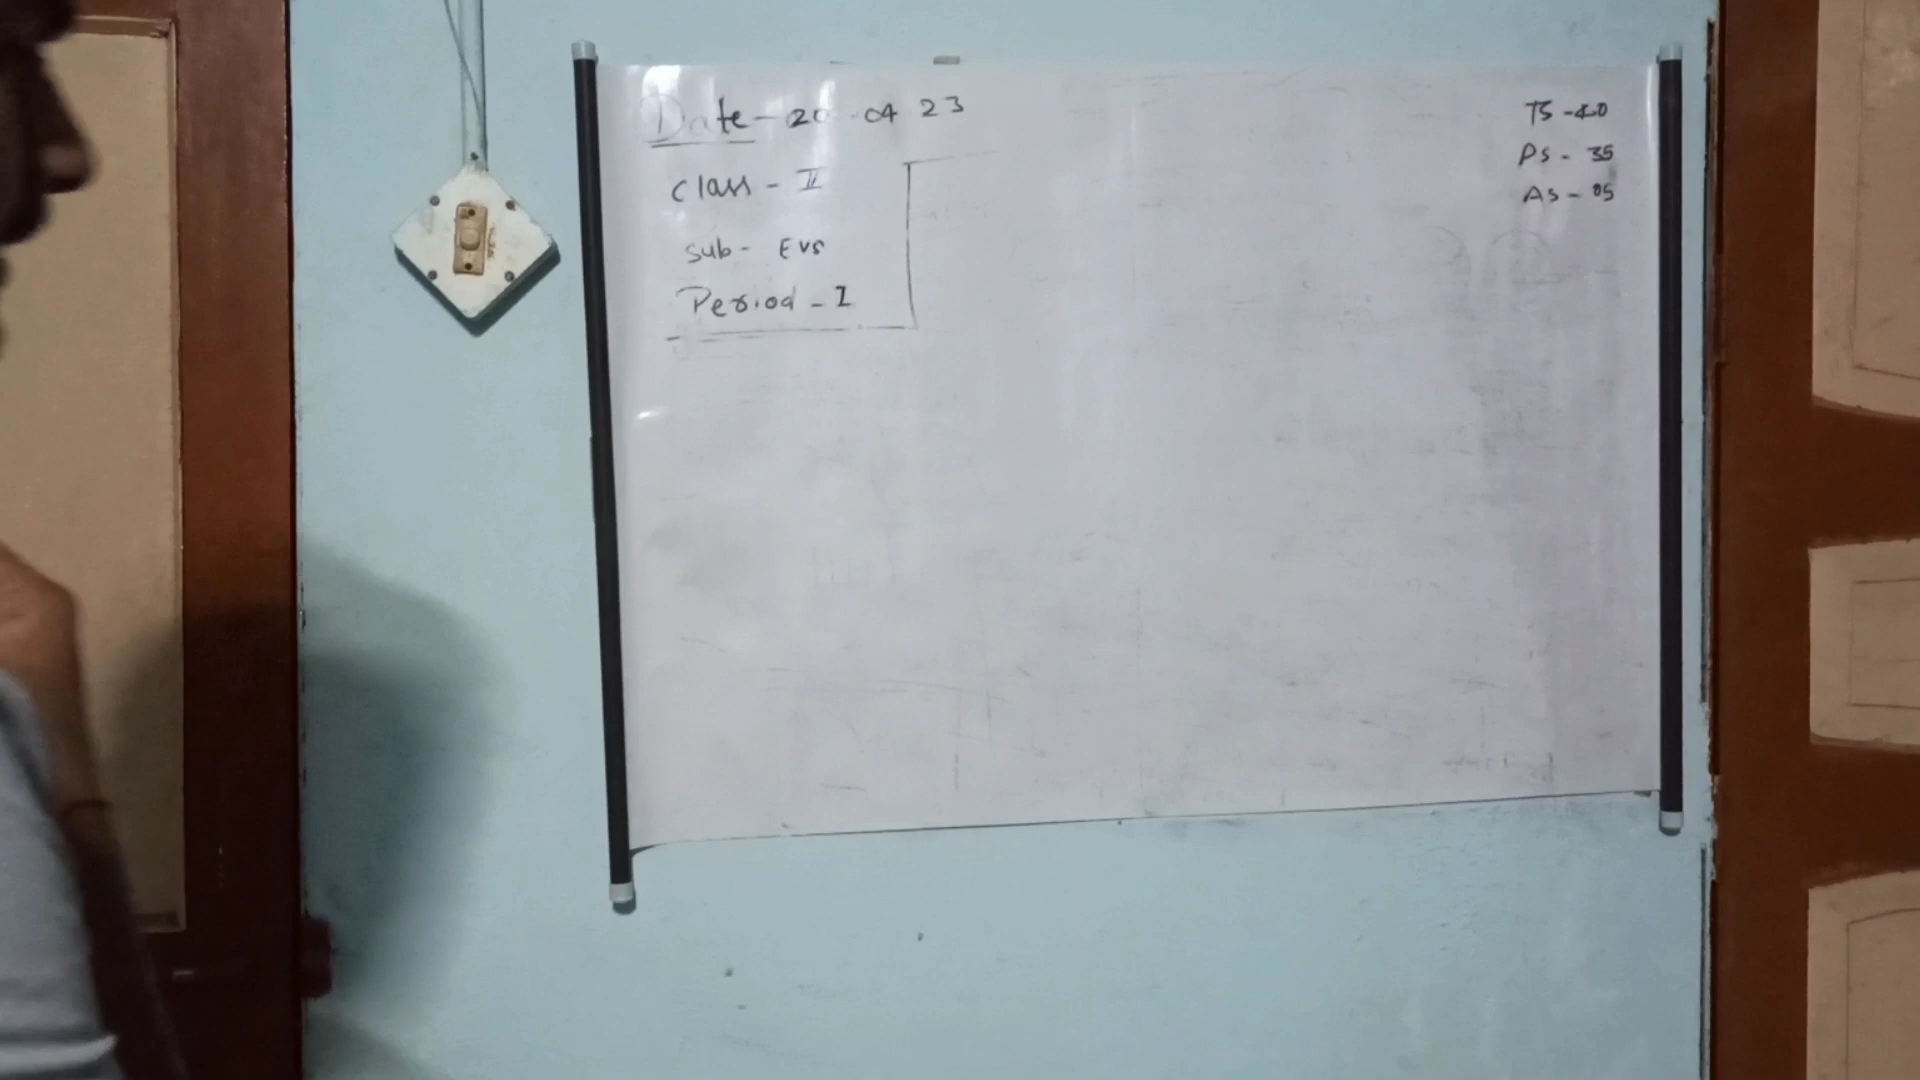 Date - 20 04 23
Class - II
Sub - EVS
Period - I
TS - 40
PS - 35
AS - 05